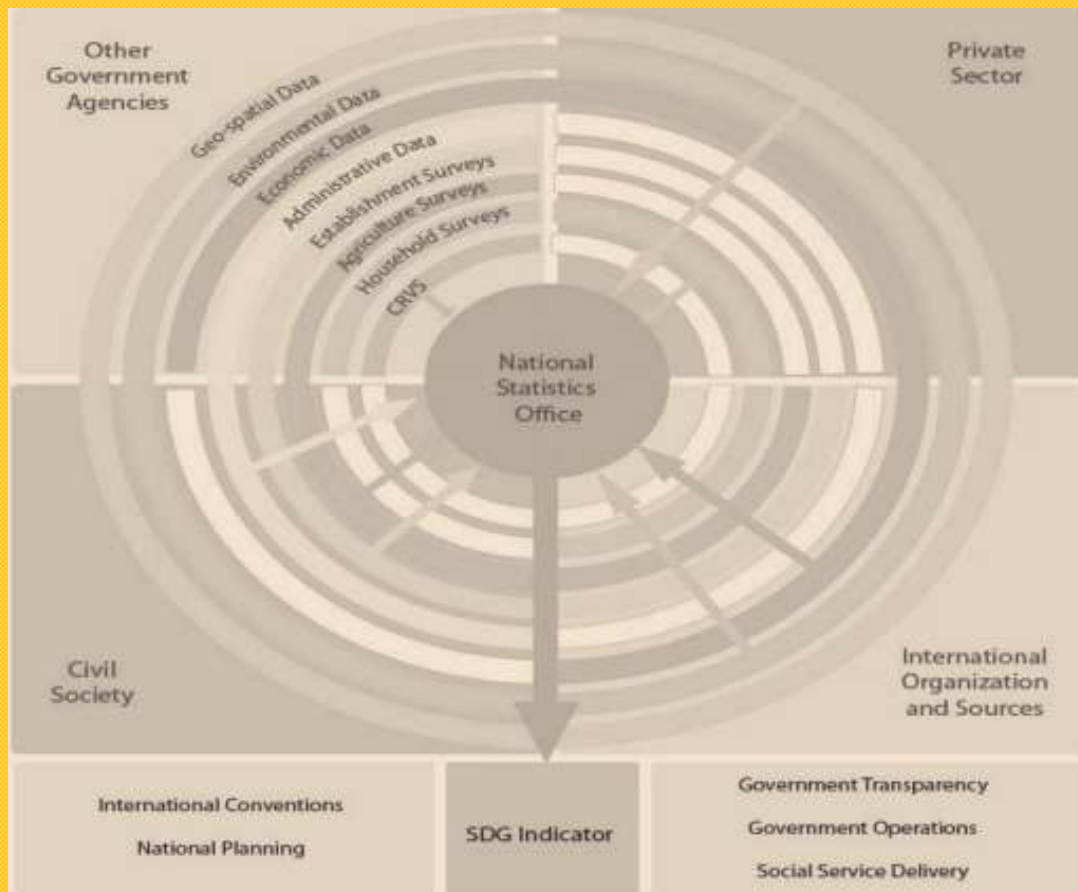 Other
Government
Agencies
Private
Sector
Geo-spatial Data
Environmental Data
Economic Data
Administrative Data
Establishment Surveys
Agriculture Surveys
Household Surveys
CRVS
National
Statistics
Office
Civil
Society
International
Organization
and Sources
International Conventions
National Planning
SDG Indicator
Government Transparency
Government Operations
Social Service Delivery